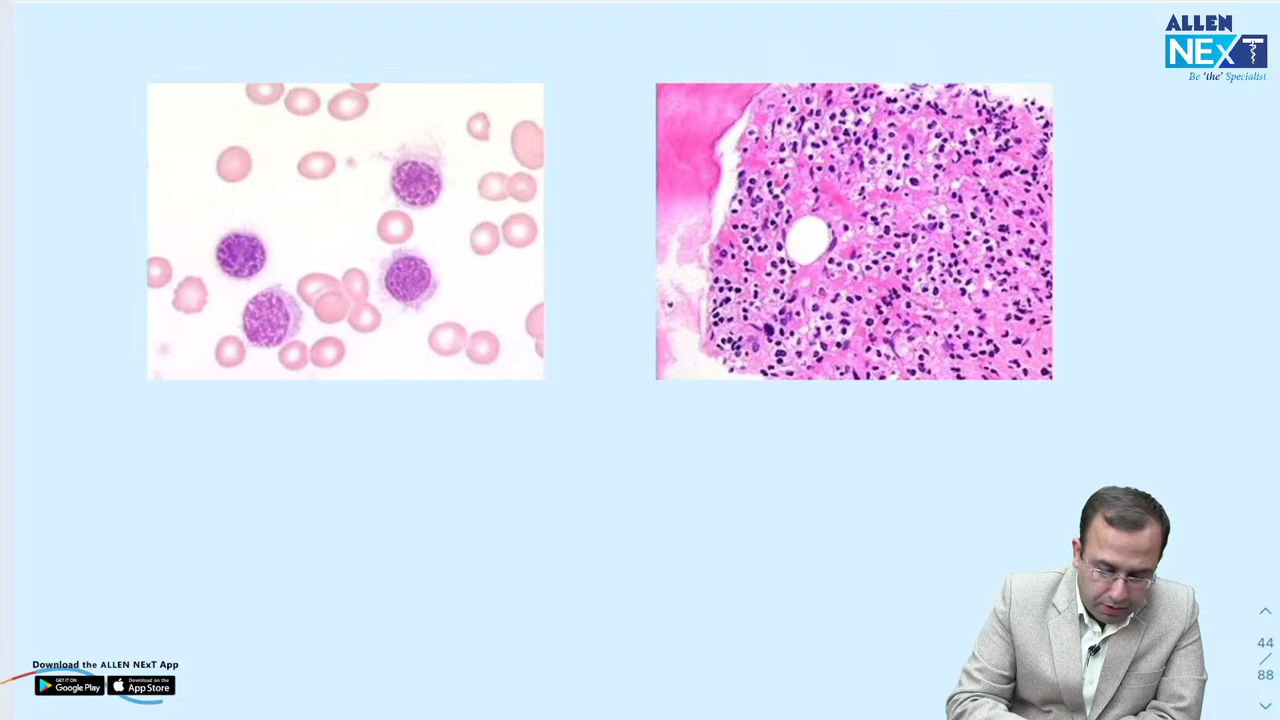 ALLEN
NExT
Be 'the' Specialist
44
/
88
Download the ALLEN NExT App
GET IT ON
Google Play
Download on the
App Store